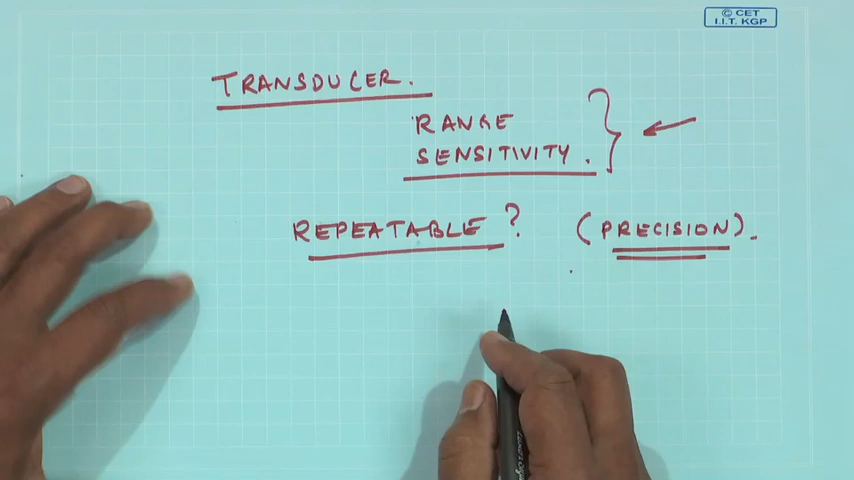 © CET
I.I.T. KGP
TRANSDUCER.
RANGE
SENSITIVITY.
REPEATABLE? (PRECISION).